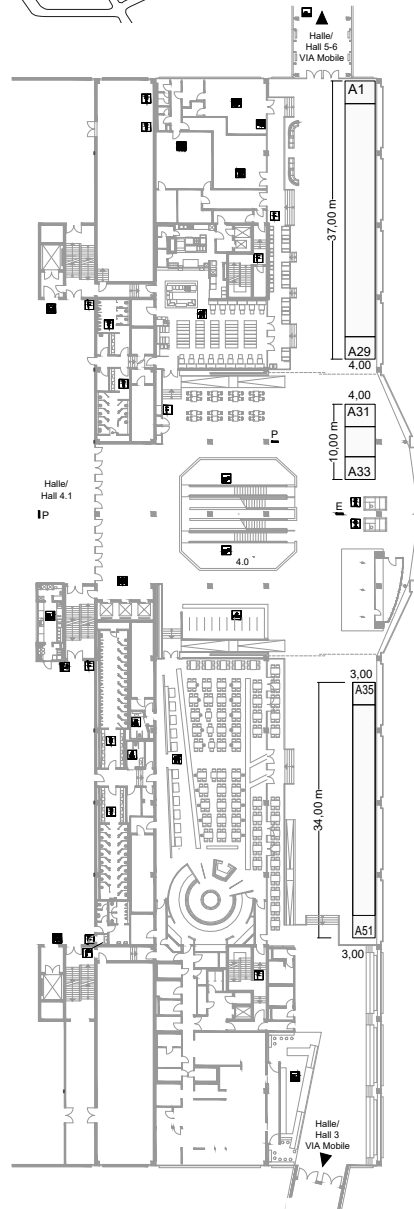 Halle/
Hall 5-6
VIA Mobile
A1
37,00 m
A29
4.00
4,00
A31
10,00 m
A33
P
E
Halle/
Hall 4.1
P
4.0
3,00
A35
34,00 m
A51
3,00
Halle/
Hall 3
VIA Mobile